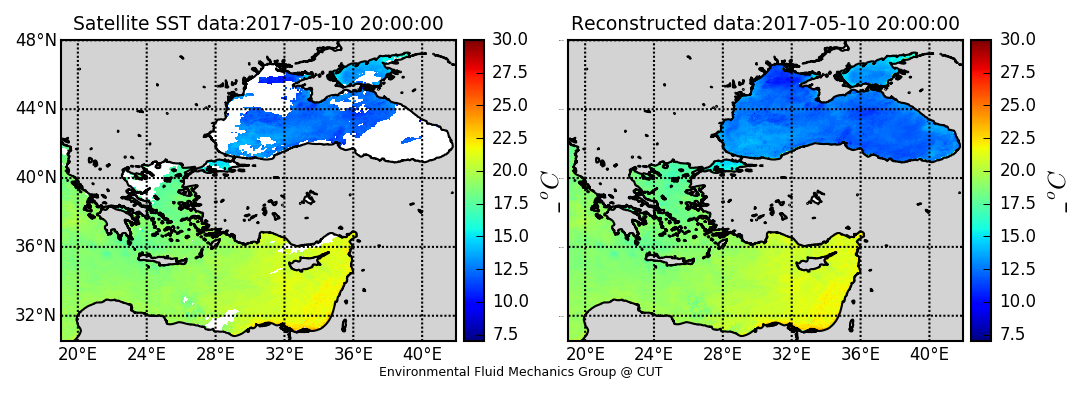 Satellite SST data:2017-05-10 20:00:00
Reconstructed data:2017-05-10 20:00:00
48°N
44°N
40°N
36°N
32°N
20°E 24°E 28°E 32°E 36°E 40°E
30.0
27.5
25.0
22.5
20.0
17.5
15.0
12.5
10.0
7.5
_ °C
20°E 24°E 28°E 32°E 36°E 40°E
30.0
27.5
25.0
22.5
20.0
17.5
15.0
12.5
10.0
7.5
_ °C
Environmental Fluid Mechanics Group @ CUT